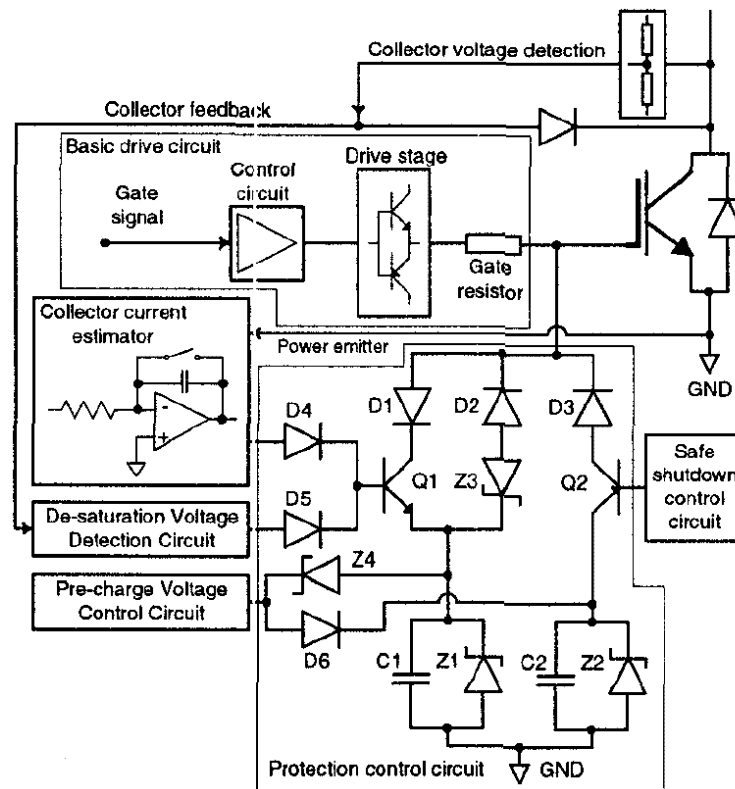 Collector voltage detection
Collector feedback
Basic drive circuit
Drive stage
Control
circuit
Gate
signal
Gate
resistor
Collector current
estimator
Power emitter
GND
-
+
D4
D1
D2
D3
Q1
Z3
Q2
Safe
shutdown
control
circuit
D5
De-saturation Voltage
Detection Circuit
Z4
Pre-charge Voltage
Control Circuit
D6
C1
Z1
C2
Z2
Protection control circuit
GND